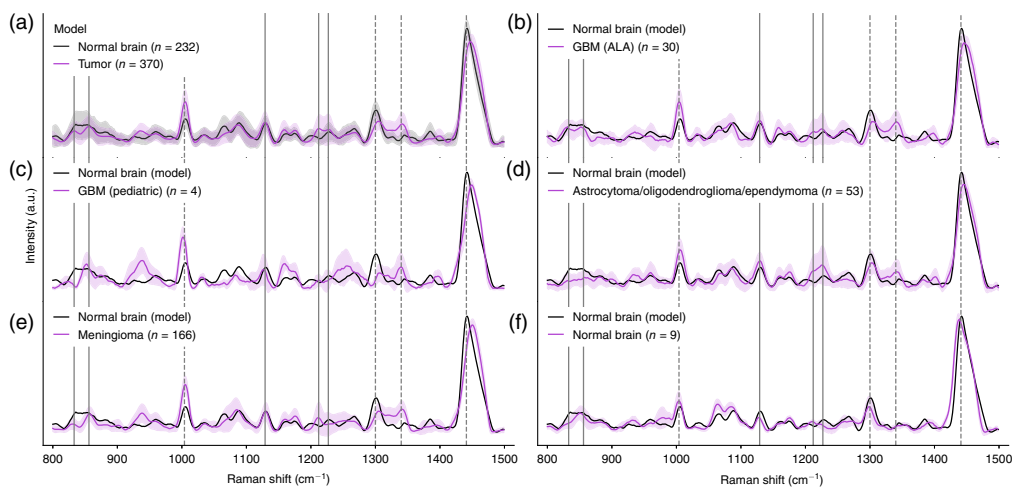 (a)
Model
Normal brain (n = 232)
Tumor (n = 370)
(b)
Normal brain (model)
GBM (ALA) (n = 30)
(c)
Normal brain (model)
GBM (pediatric) (n = 4)
(d)
Normal brain (model)
Astrocytoma/oligodendroglioma/ependymoma (n = 53)
(e)
Normal brain (model)
Meningioma (n = 166)
(f)
Normal brain (model)
Normal brain (n = 9)
Intensity (a.u.)
800 900 1000 1100 1200 1300 1400 1500
800 900 1000 1100 1200 1300 1400 1500
Raman shift (cm⁻¹)
Raman shift (cm⁻¹)